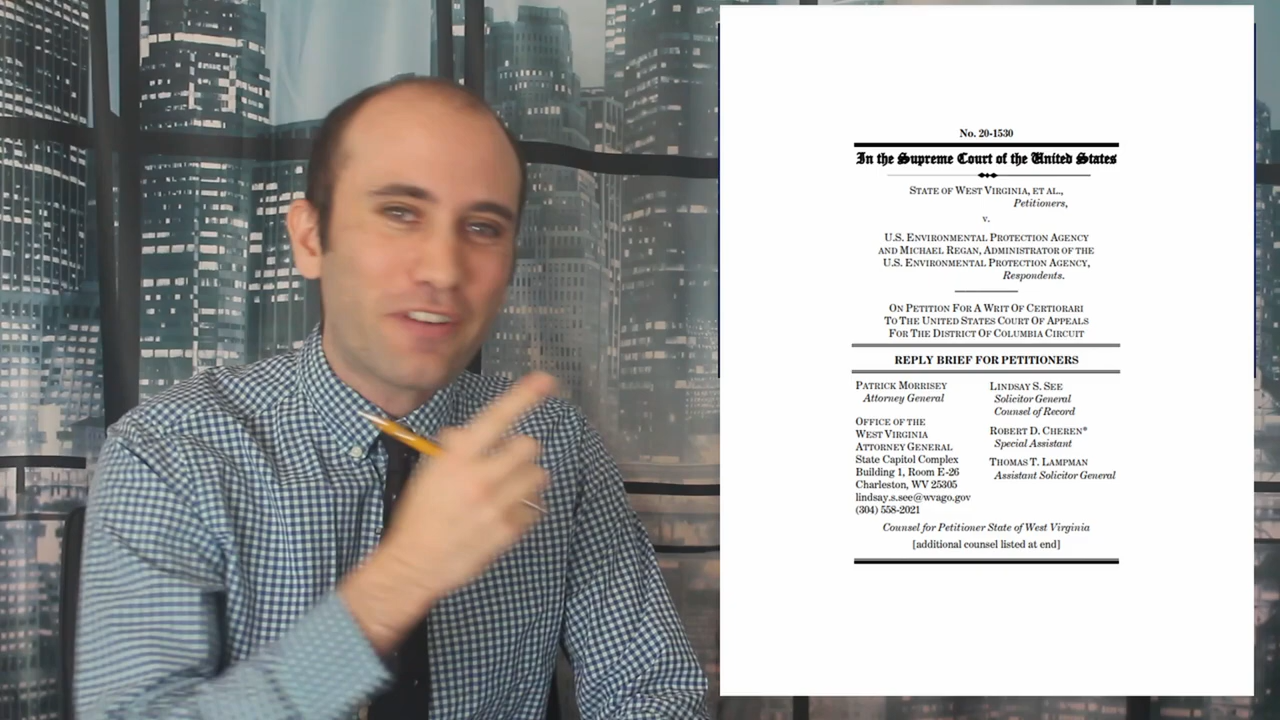 No. 20-1530
In the Supreme Court of the United States
STATE OF WEST VIRGINIA, ET AL.,
Petitioners,
v.
U.S. ENVIRONMENTAL PROTECTION AGENCY
AND MICHAEL REGAN, ADMINISTRATOR OF THE
U.S. ENVIRONMENTAL PROTECTION AGENCY,
Respondents.
ON PETITION FOR A WRIT OF CERTIORARI
TO THE UNITED STATES COURT OF APPEALS
FOR THE DISTRICT OF COLUMBIA CIRCUIT
REPLY BRIEF FOR PETITIONERS
PATRICK MORRISEY
Attorney General
OFFICE OF THE
WEST VIRGINIA
ATTORNEY GENERAL
State Capitol Complex
Building 1, Room E-26
Charleston, WV 25305
lindsay.s.see@wvago.gov
(304) 558-2021
LINDSAY S. SEE
Solicitor General
Counsel of Record
ROBERT D. CHEREN*
Special Assistant
THOMAS T. LAMPMAN
Assistant Solicitor General
Counsel for Petitioner State of West Virginia
[additional counsel listed at end]